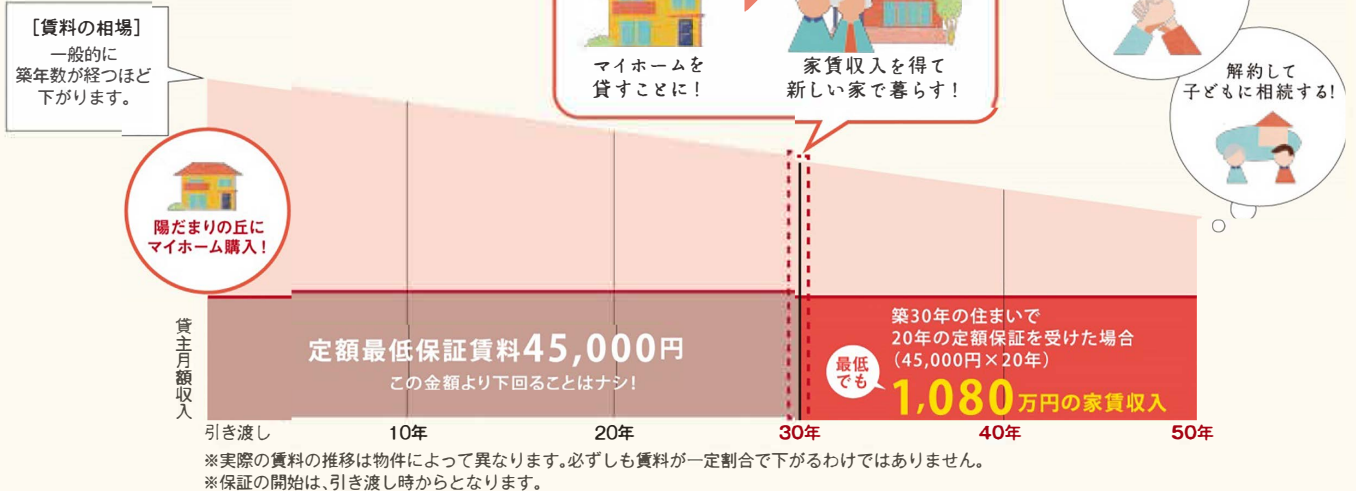 ［賃料の相場］
一般的に
築年数が経つほど
下がります。
マイホームを
貸すことに！
家賃収入を得て
新しい家で暮らす！
解約して
子どもに相続する！
陽だまりの丘に
マイホーム購入！
貸主月額収入
定額最低保証賃料45,000円
この金額より下回ることはナシ！
築30年の住まいで
20年の定額保証を受けた場合
（45,000円×20年）
最低
でも
1,080万円の家賃収入
引き渡し 10年 20年 30年 40年 50年
※実際の賃料の推移は物件によって異なります。必ずしも賃料が一定割合で下がるわけではありません。
※保証の開始は、引き渡し時からとなります。